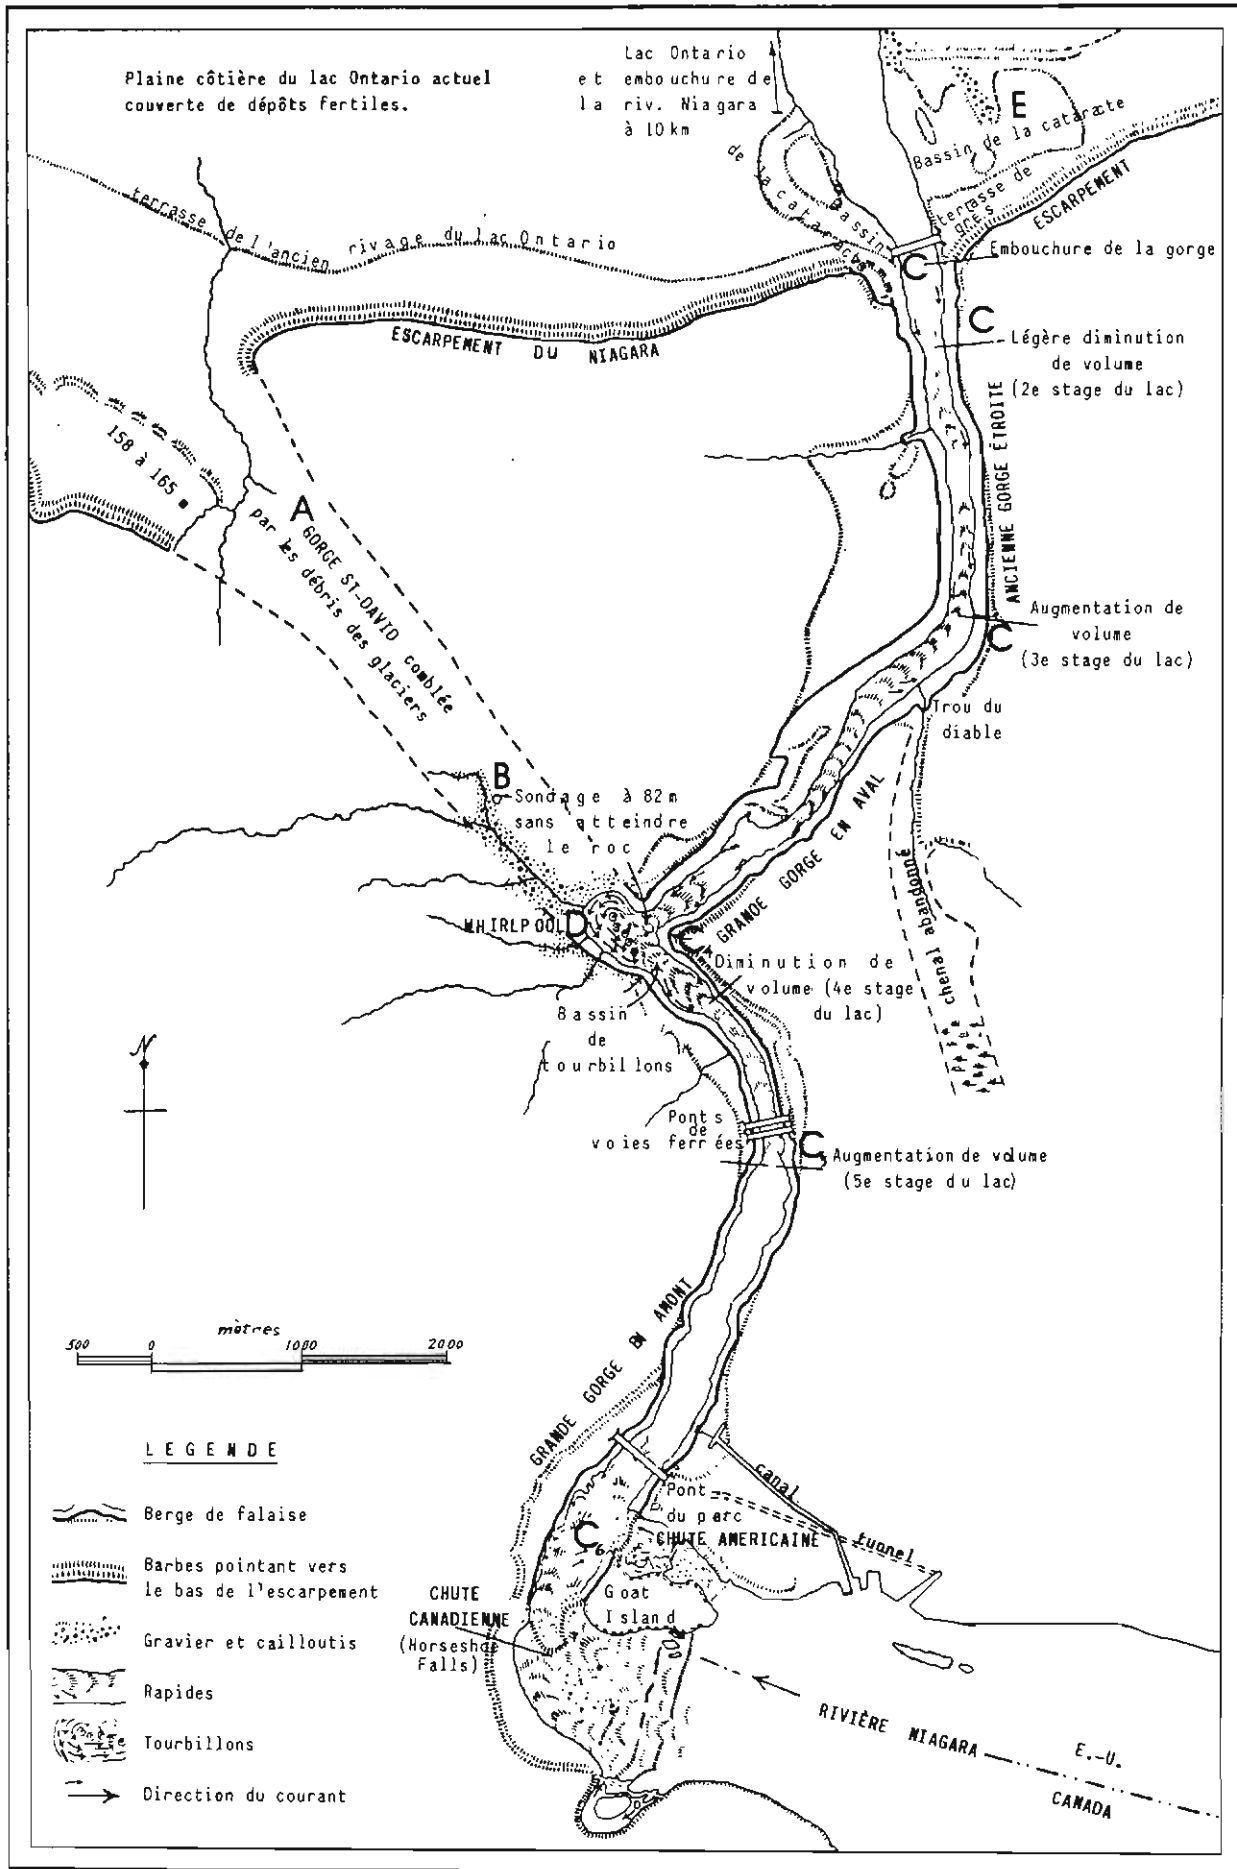 Plaine côtière du lac Ontario actuel
couverte de dépôts fertiles.
Lac Ontario
et embouchure de
la riv. Niagara
à 10 km
E
Bassin de la cataracte
terrasse de
grès
ESCARPEMENT
bassin
de la cataracte
terrasse de l'ancien rivage du lac Ontario
C
Embouchure de la gorge
ESCARPEMENT DU NIAGARA
C
Légère diminution
de volume
(2e stage du lac)
158 à 165
A
GORGE ST-DAVID comblée
par les débris des glaciers
ANCIENNE GORGE ÉTROITE
Augmentation de
volume
(3e stage du lac)
C
Trou du
diable
B
Sondage à 82 m
sans atteindre
le roc
GRANDE GORGE EN AVAL
chenal abandonné
WHIRLPOOL
D
C
Diminution de
volume (4e stage
du lac)
Bassin
de
tourbillons
N
Ponts
de
voies ferrées
C
Augmentation de volume
(5e stage du lac)
GRANDE GORGE EN AMONT
mètres
500 0 1000 2000
LEGENDE
Berge de falaise
Barbes pointant vers
le bas de l'escarpement
Gravier et cailloutis
Rapides
Tourbillons
Direction du courant
canal
tunnel
Pont
du parc
C6
CHUTE AMERICAINE
Goat
Island
CHUTE
CANADIENNE
(Horseshoe
Falls)
RIVIÈRE NIAGARA
E.-U.
CANADA